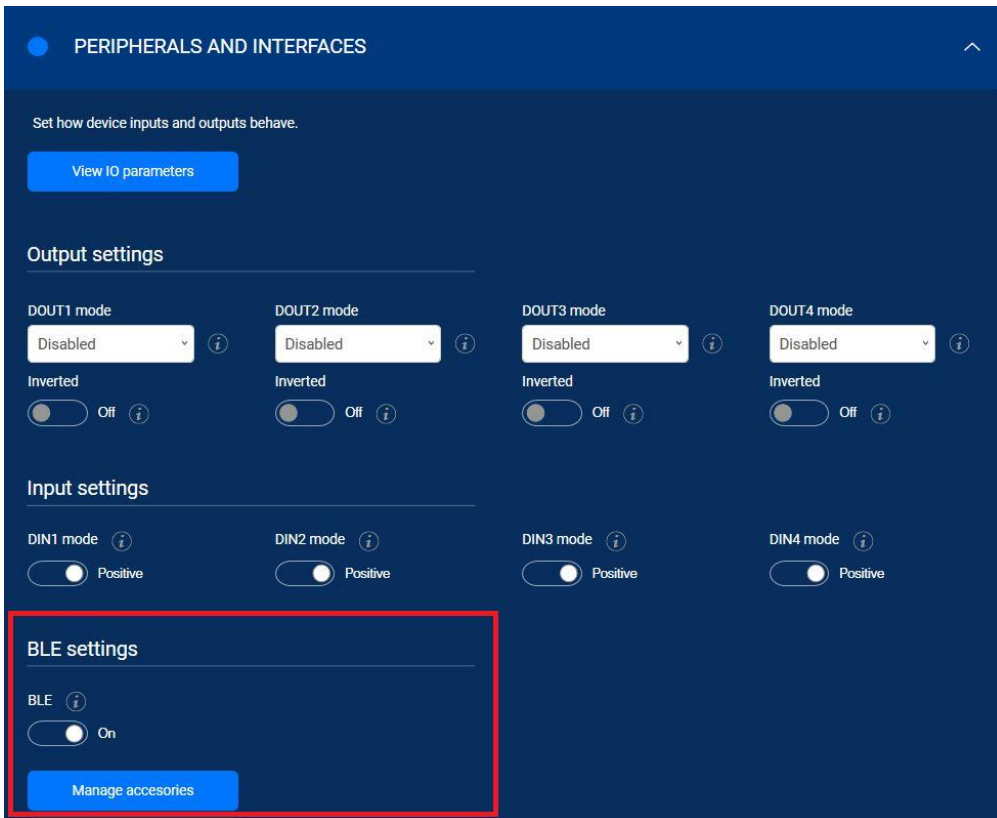 PERIPHERALS AND INTERFACES
Set how device inputs and outputs behave.
View IO parameters
Output settings
DOUT1 mode DOUT2 mode DOUT3 mode DOUT4 mode
Disabled Disabled Disabled Disabled
Inverted Inverted Inverted Inverted
Off Off Off Off
Input settings
DIN1 mode DIN2 mode DIN3 mode DIN4 mode
Positive Positive Positive Positive
BLE settings
BLE
On
Manage accesories